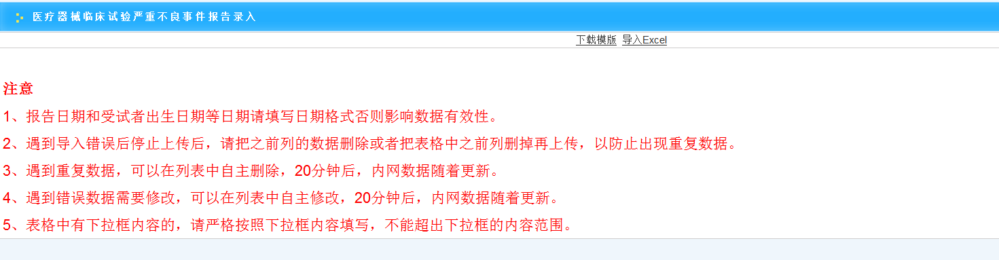 医疗器械临床试验严重不良事件报告录入
下载模版 导入Excel
注意
1、报告日期和受试者出生日期等日期请填写日期格式否则影响数据有效性。
2、遇到导入错误后停止上传后，请把之前列的数据删除或者把表格中之前列删掉再上传，以防止出现重复数据。
3、遇到重复数据，可以在列表中自主删除，20分钟后，内网数据随着更新。
4、遇到错误数据需要修改，可以在列表中自主修改，20分钟后，内网数据随着更新。
5、表格中有下拉框内容的，请严格按照下拉框内容填写，不能超出下拉框的内容范围。